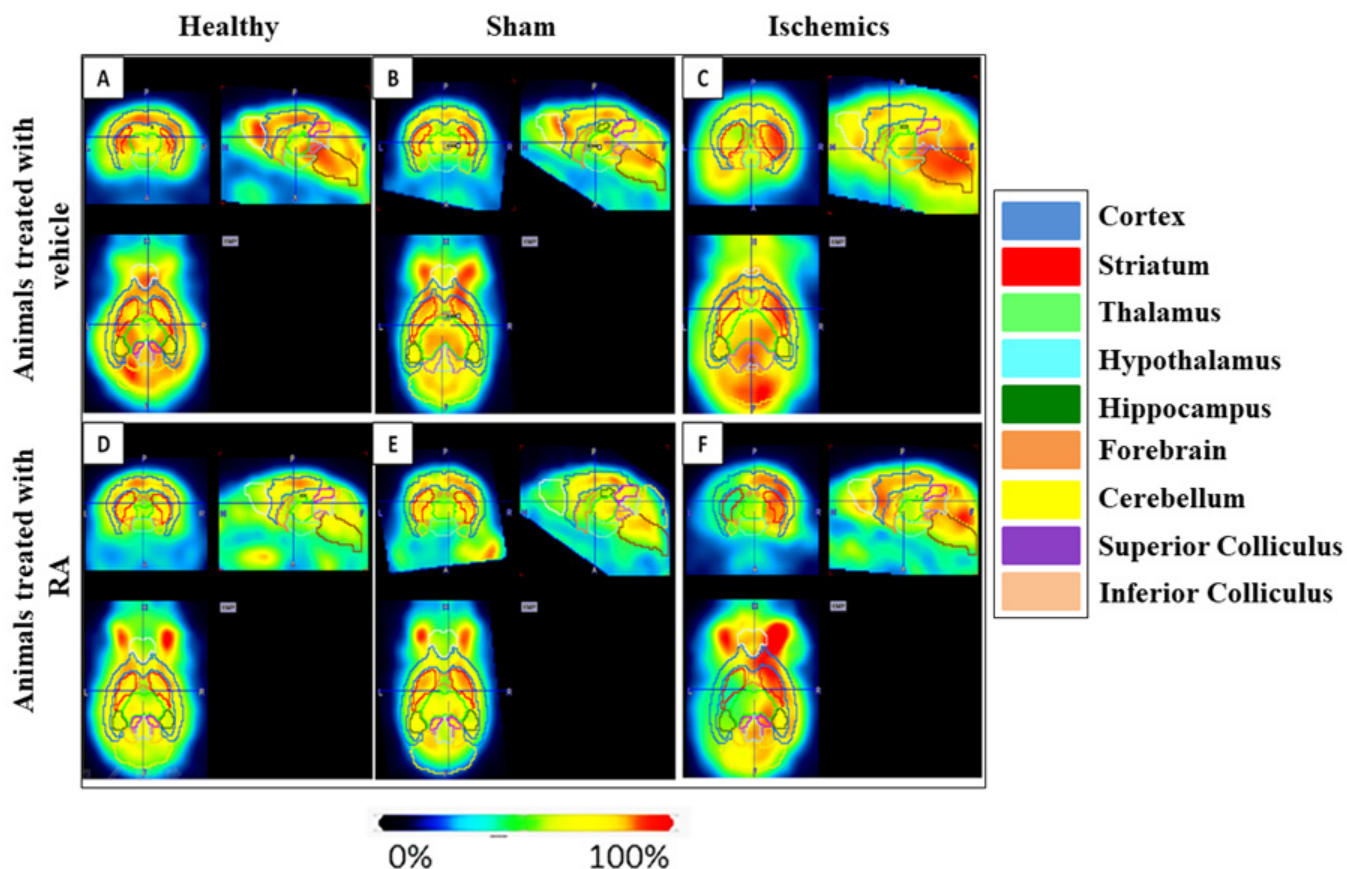 Healthy
Sham
Ischemics
Animals treated with
vehicle
A
B
C
Animals treated with
RA
D
E
F
Cortex
Striatum
Thalamus
Hypothalamus
Hippocampus
Forebrain
Cerebellum
Superior Colliculus
Inferior Colliculus
0%
100%